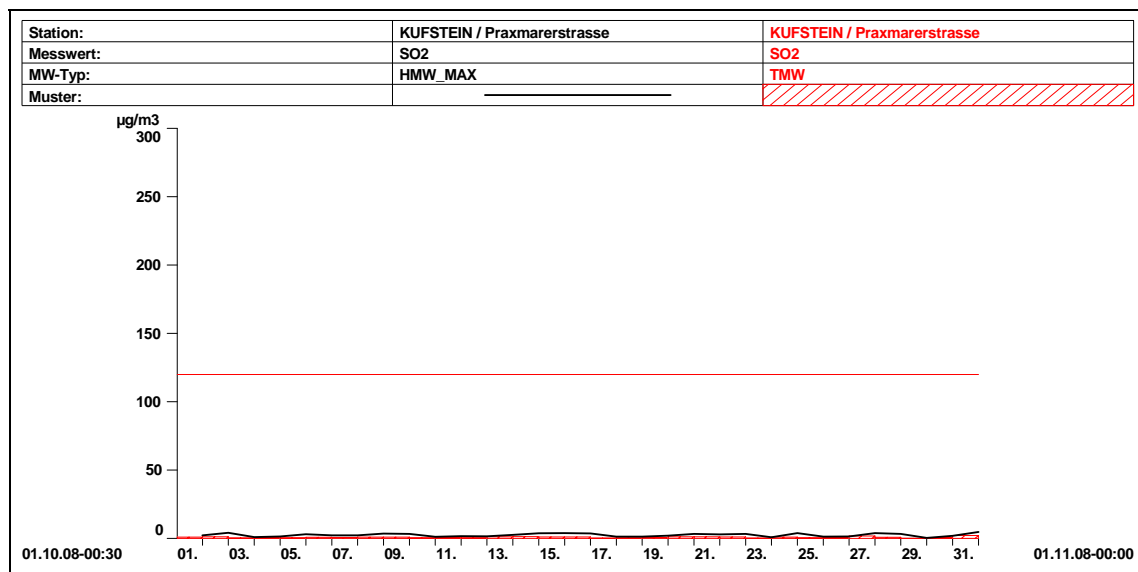 Station: KUFSTEIN / Praxmarerstrasse KUFSTEIN / Praxmarerstrasse
Messwert: SO2 SO2
MW-Typ: HMW_MAX TMW
Muster:
µg/m3
300
250
200
150
100
50
0
01.10.08-00:30 01. 03. 05. 07. 09. 11. 13. 15. 17. 19. 21. 23. 25. 27. 29. 31. 01.11.08-00:00